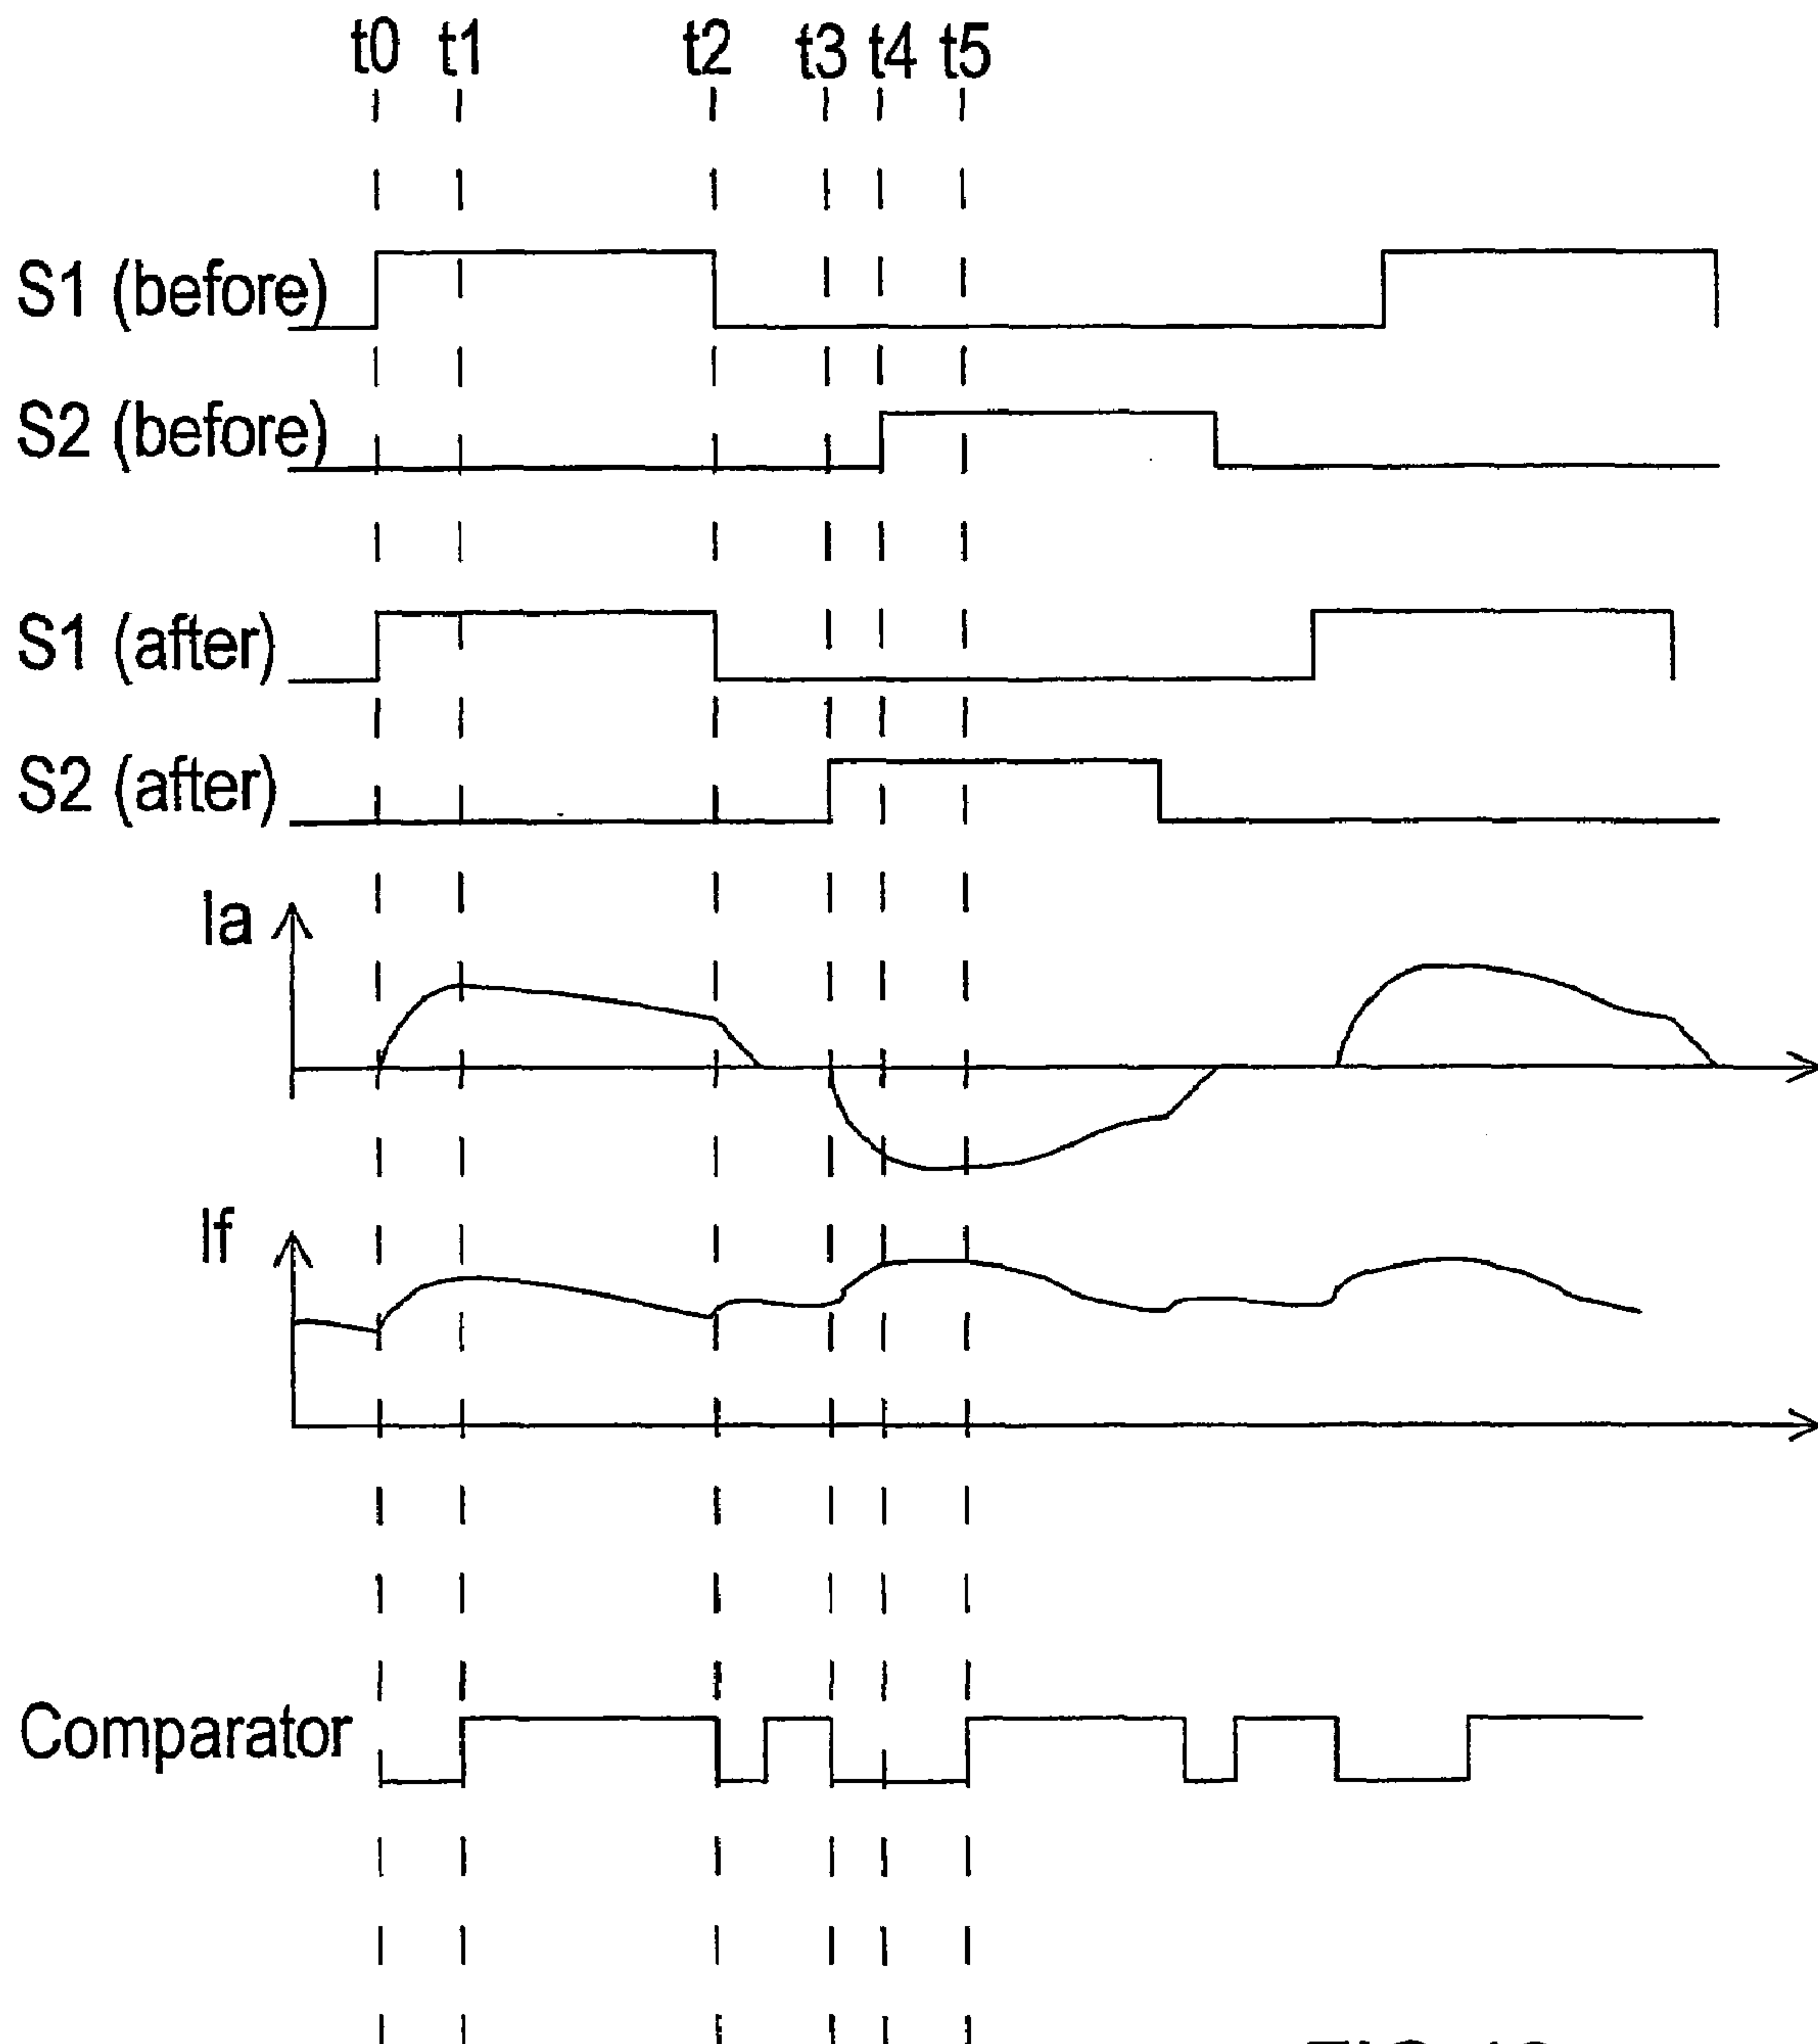 t0 t1 t2 t3 t4 t5
S1 (before)
S2 (before)
S1 (after)
S2 (after)
Ia
If
Comparator